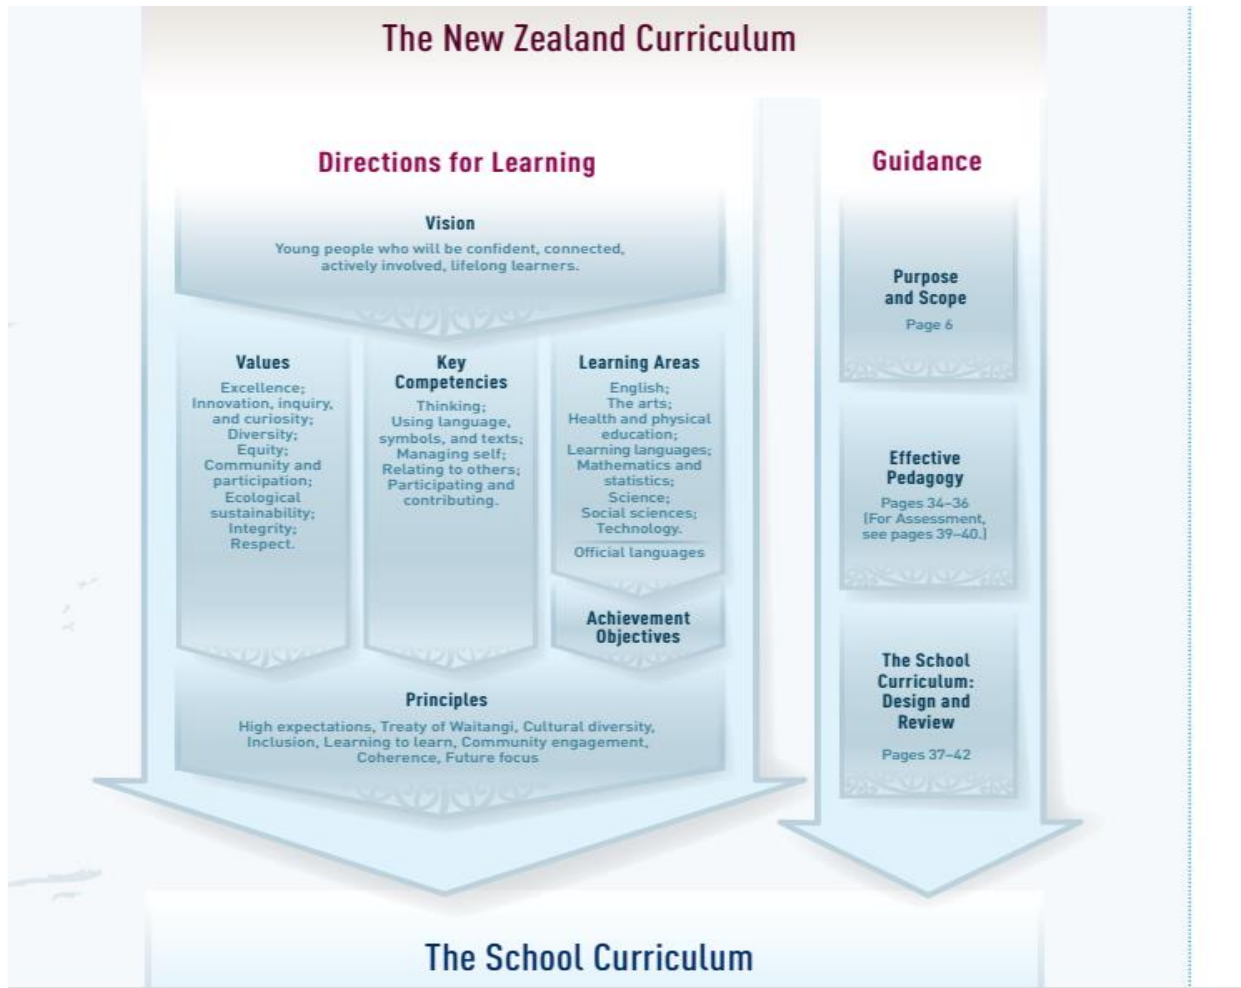 The New Zealand Curriculum
Directions for Learning
Vision
Young people who will be confident, connected,
actively involved, lifelong learners.
Values
Excellence;
Innovation, inquiry,
and curiosity;
Diversity;
Equity;
Community and
participation;
Ecological
sustainability;
Integrity;
Respect.
Key
Competencies
Thinking;
Using language,
symbols, and texts;
Managing self;
Relating to others;
Participating and
contributing.
Learning Areas
English;
The arts;
Health and physical
education;
Learning languages;
Mathematics and
statistics;
Science;
Social sciences;
Technology.
Official languages
Achievement
Objectives
Principles
High expectations, Treaty of Waitangi, Cultural diversity,
Inclusion, Learning to learn, Community engagement,
Coherence, Future focus
Guidance
Purpose
and Scope
Page 6
Effective
Pedagogy
Pages 34–36
(For Assessment,
see pages 39–40.)
The School
Curriculum:
Design and
Review
Pages 37–42
The School Curriculum